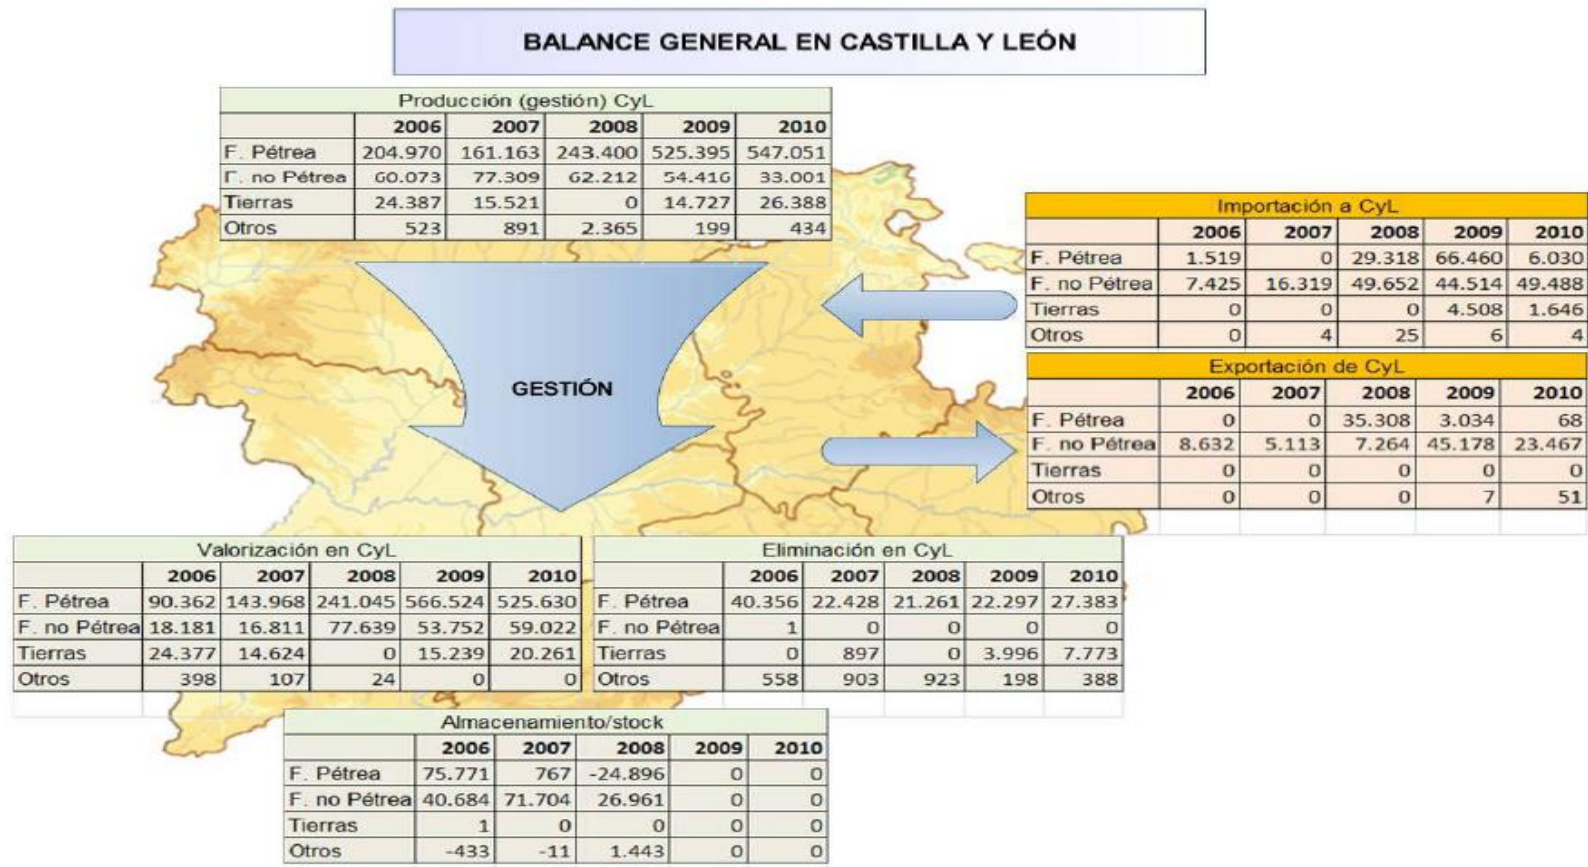 BALANCE GENERAL EN CASTILLA Y LEÓN
Producción (gestión) CyL
2006 2007 2008 2009 2010
F. Pétrea 204.970 161.163 243.400 525.395 547.051
F. no Pétrea 60.073 77.309 62.212 54.416 33.001
Tierras 24.387 15.521 0 14.727 26.388
Otros 523 891 2.365 199 434
Importación a CyL
2006 2007 2008 2009 2010
F. Pétrea 1.519 0 29.318 66.460 6.030
F. no Pétrea 7.425 16.319 49.652 44.514 49.488
Tierras 0 0 0 4.508 1.646
Otros 0 4 25 6 4
GESTIÓN
Exportación de CyL
2006 2007 2008 2009 2010
F. Pétrea 0 0 35.308 3.034 68
F. no Pétrea 8.632 5.113 7.264 45.178 23.467
Tierras 0 0 0 0 0
Otros 0 0 0 7 51
Valorización en CyL
2006 2007 2008 2009 2010
F. Pétrea 90.362 143.968 241.045 566.524 525.630
F. no Pétrea 18.181 16.811 77.639 53.752 59.022
Tierras 24.377 14.624 0 15.239 20.261
Otros 398 107 24 0 0
Eliminación en CyL
2006 2007 2008 2009 2010
F. Pétrea 40.356 22.428 21.261 22.297 27.383
F. no Pétrea 1 0 0 0 0
Tierras 0 897 0 3.996 7.773
Otros 558 903 923 198 388
Almacenamiento/stock
2006 2007 2008 2009 2010
F. Pétrea 75.771 767 -24.896 0 0
F. no Pétrea 40.684 71.704 26.961 0 0
Tierras 1 0 0 0 0
Otros -433 -11 1.443 0 0